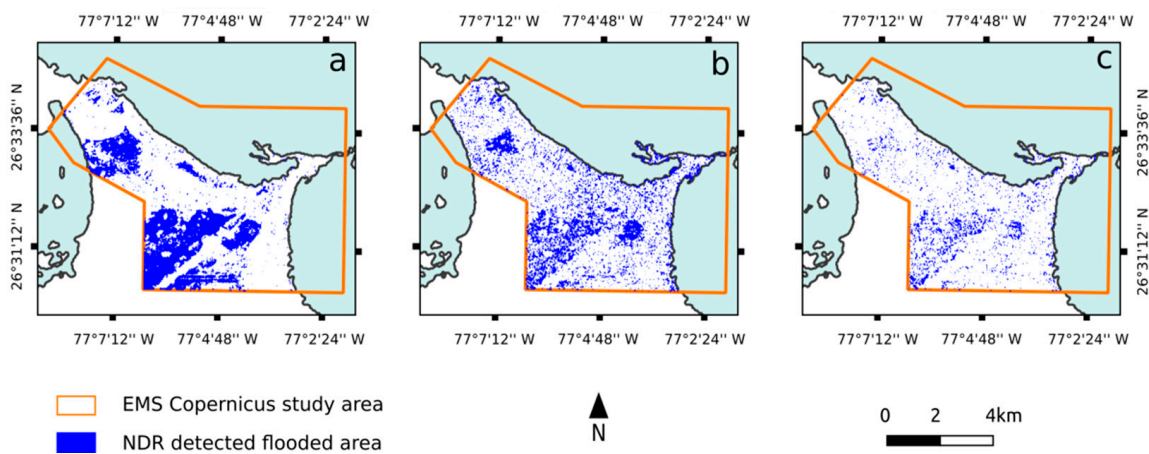 77°7'12'' W 77°4'48'' W 77°2'24'' W 77°7'12'' W 77°4'48'' W 77°2'24'' W 77°7'12'' W 77°4'48'' W 77°2'24'' W
a b c
26°33'36'' N 26°33'36'' N
26°31'12'' N 26°31'12'' N
77°7'12'' W 77°4'48'' W 77°2'24'' W 77°7'12'' W 77°4'48'' W 77°2'24'' W 77°7'12'' W 77°4'48'' W 77°2'24'' W
EMS Copernicus study area
NDR detected flooded area
N
0 2 4km